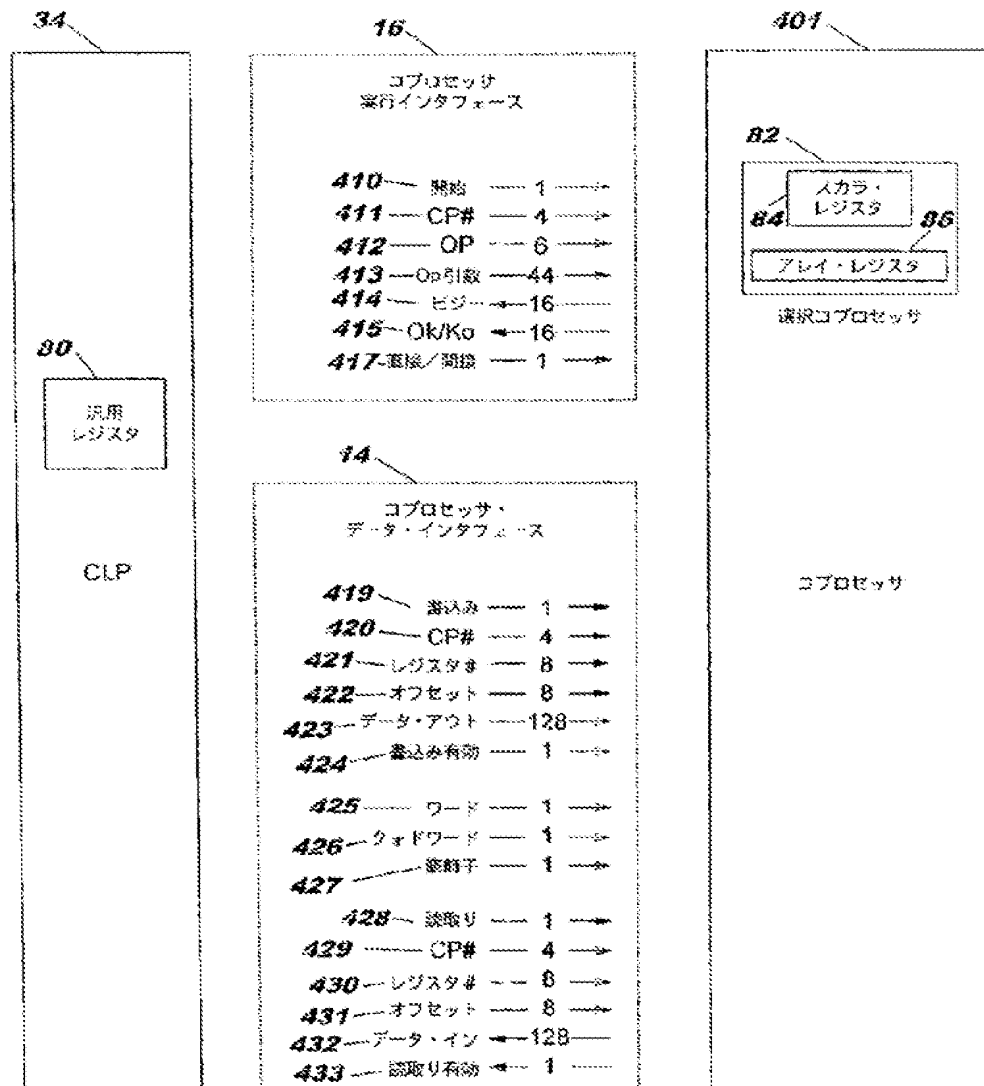 34
16
401
コプロセッサ
実行インタフェース
410 開始 1
411 CP# 4
412 OP 6
413 Op引数 44
414 ビジー 16
415 Ok/Ko 16
417 直接/間接 1
82
84 スカラ・
レジスタ
86
アレイ・レジスタ
選択コプロセッサ
80
汎用
レジスタ
CLP
14
コプロセッサ・
データ・インタフェース
コプロセッサ
419 書込み 1
420 CP# 4
421 レジスタ# 8
422 オフセット 8
423 データ・アウト 128
424 書込み有効 1
425 ワード 1
426 クォドワード 1
427 修飾子 1
428 読取り 1
429 CP# 4
430 レジスタ# 8
431 オフセット 8
432 データ・イン 128
433 読取り有効 1